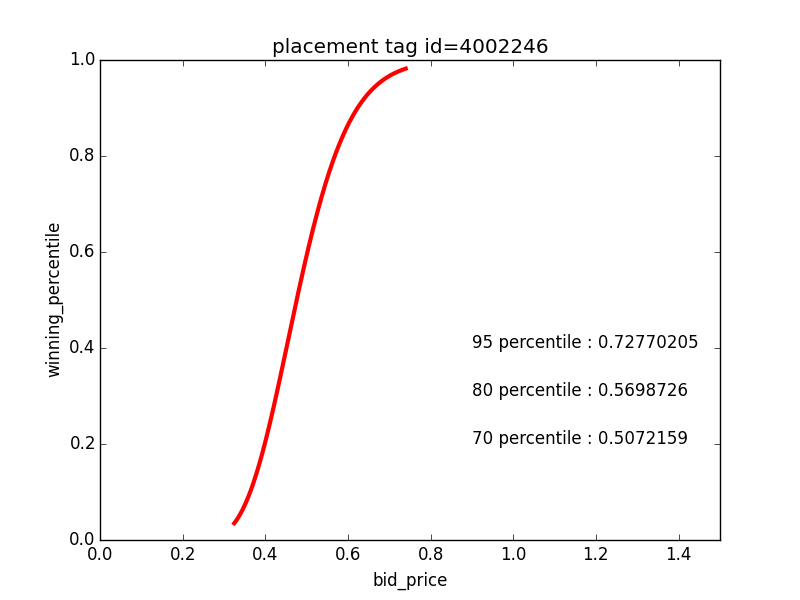 placement tag id=4002246
1.0
0.8
0.6
0.4
0.2
0.0
winning_percentile
95 percentile : 0.72770205
80 percentile : 0.5698726
70 percentile : 0.5072159
0.0 0.2 0.4 0.6 0.8 1.0 1.2 1.4
bid_price